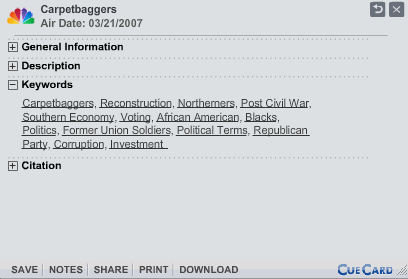 Carpetbaggers
Air Date: 03/21/2007
General Information
Description
Keywords
Carpetbaggers, Reconstruction, Northerners, Post Civil War,
Southern Economy, Voting, African American, Blacks,
Politics, Former Union Soldiers, Political Terms, Republican
Party, Corruption, Investment
Citation
SAVE NOTES SHARE PRINT DOWNLOAD CUECARD